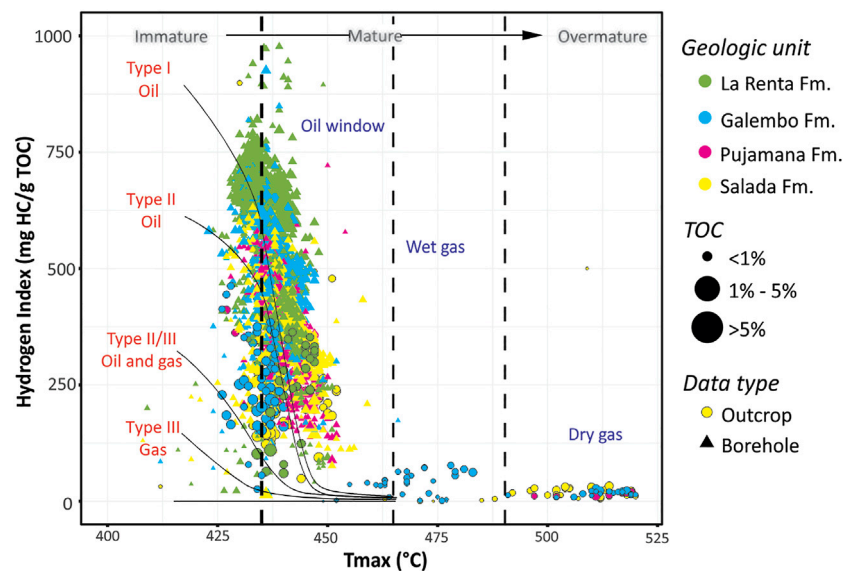 Immature
Mature
Overmature
Type I
Oil
Oil window
Type II
Oil
Wet gas
Type II/III
Oil and gas
Type III
Gas
Dry gas
1000
750
500
250
0
Hydrogen Index (mg HC/g TOC)
400
425
450
475
500
525
Tmax (°C)
Geologic unit
La Renta Fm.
Galembo Fm.
Pujamana Fm.
Salada Fm.
TOC
<1%
1% - 5%
>5%
Data type
Outcrop
Borehole